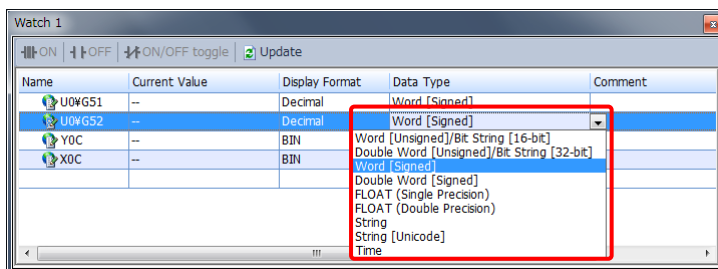 Watch 1
ON OFF ON/OFF toggle Update
Name Current Value Display Format Data Type Comment
U0¥G51 -- Decimal Word [Signed]
U0¥G52 -- Decimal Word [Signed]
Y0C -- BIN
X0C -- BIN
Word [Unsigned]/Bit String [16-bit]
Double Word [Unsigned]/Bit String [32-bit]
Word [Signed]
Double Word [Signed]
FLOAT (Single Precision)
FLOAT (Double Precision)
String
String [Unicode]
Time